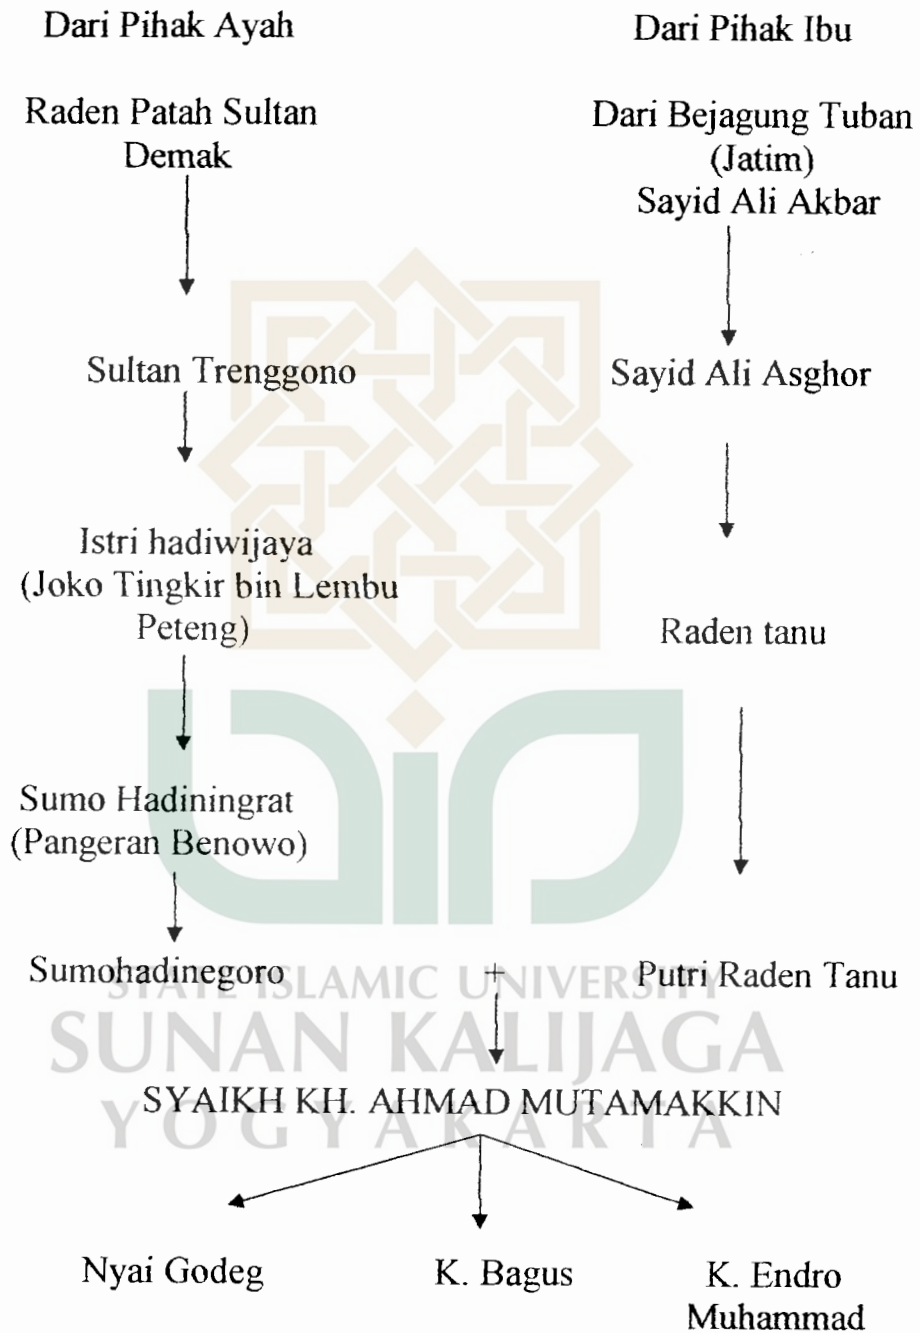 Dari Pihak Ayah
Dari Pihak Ibu
Raden Patah Sultan
Demak
Dari Bejagung Tuban
(Jatim)
Sayid Ali Akbar
Sultan Trenggono
Sayid Ali Asghor
Istri hadiwijaya
(Joko Tingkir bin Lembu
Peteng)
Raden tanu
Sumo Hadiningrat
(Pangeran Benowo)
Sumohadinegoro + Putri Raden Tanu
STATE ISLAMIC UNIVERSITY
SUNAN KALIJAGA
YOGYAKARTA
SYAIKH KH. AHMAD MUTAMAKKIN
Nyai Godeg
K. Bagus
K. Endro
Muhammad